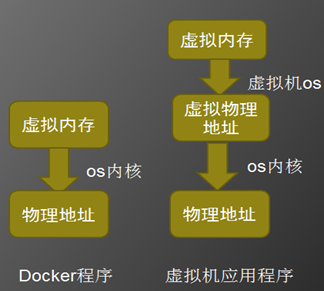 虚拟内存
os内核
物理地址
Docker程序
虚拟内存
虚拟机os
虚拟物理
地址
os内核
物理地址
虚拟机应用程序